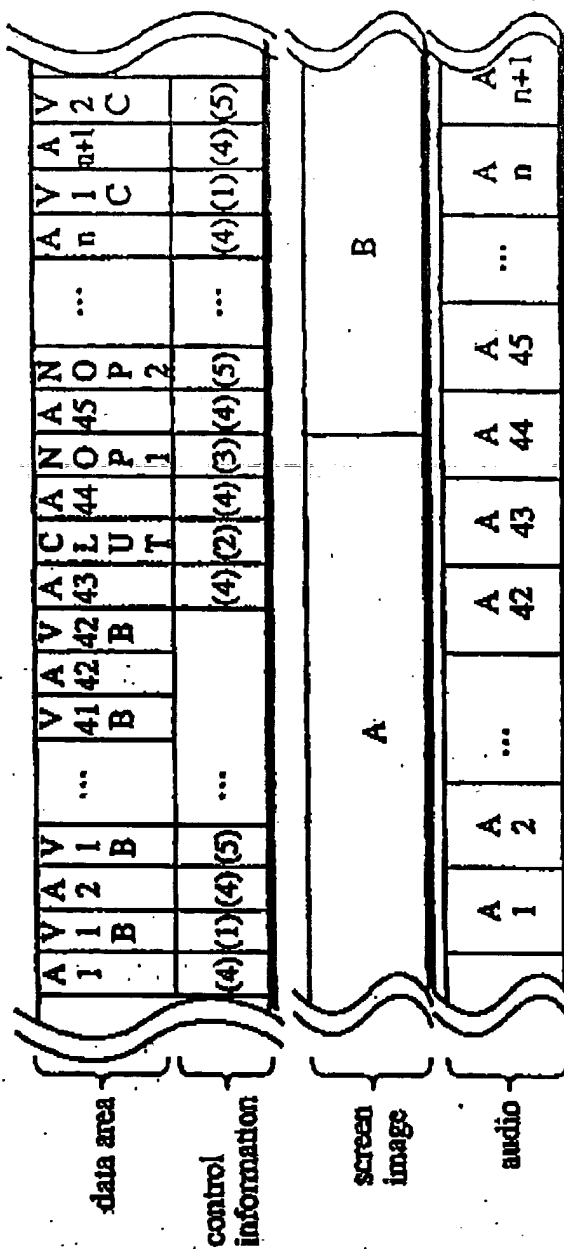 data area
A 1
V 1 B
A 2
V 1 B
...
V 41 B
A 42
V 42 B
A 43
C L U T
A 44
N O P 1
A 45
N O P 2
...
A n
V 1 C
A n+1
V 2 C
control information
(4) (1) (4) (5) ... (4) (2) (4) (3) (4) (5) ... (4) (1) (4) (5)
screen image
A
B
audio
A 1
A 2
...
A 42
A 43
A 44
A 45
...
A n
A n+1